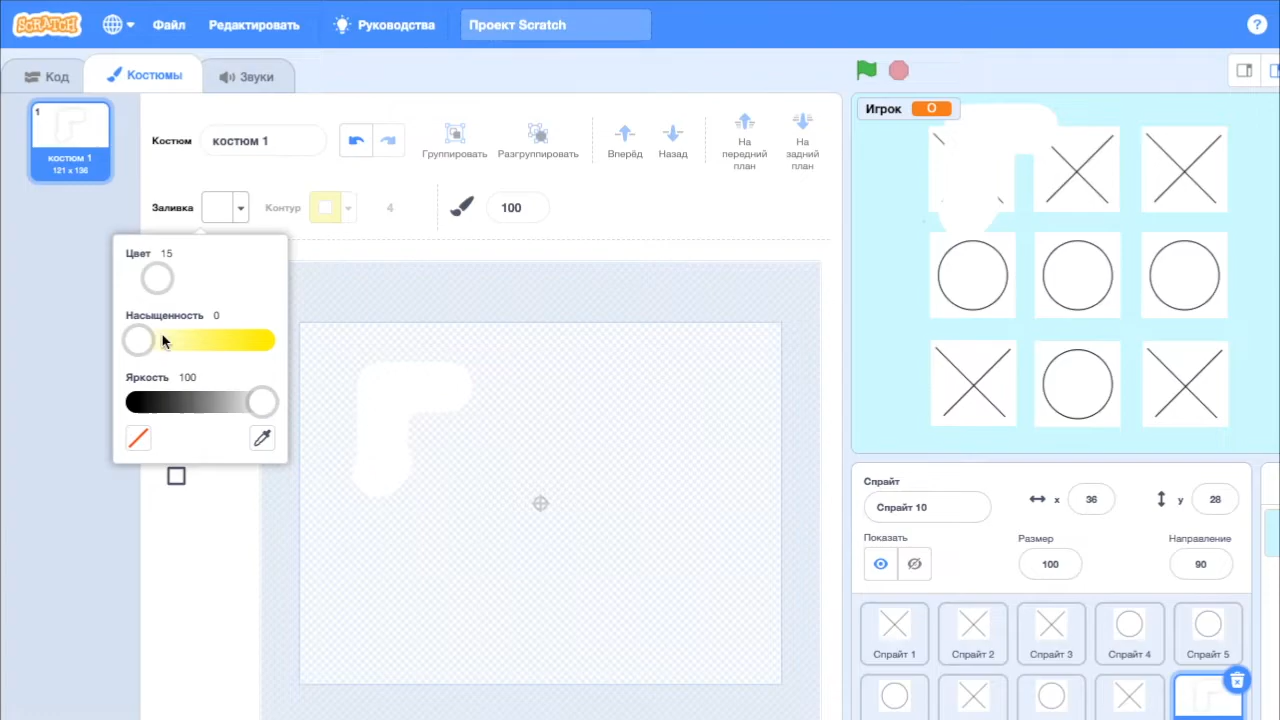 SCRATCH Файл Редактировать Руководства Проект Scratch ?
Код Костюмы Звуки
1
костюм 1
121 x 136
Костюм костюм 1
Группировать Разгруппировать Вперёд Назад На передний план На задний план
Заливка Контур 4 100
Цвет 15
Насыщенность 0
Яркость 100
Игрок O
Спрайт
Спрайт 10 x 36 y 28
Показать Размер Направление
100 90
Спрайт 1 Спрайт 2 Спрайт 3 Спрайт 4 Спрайт 5